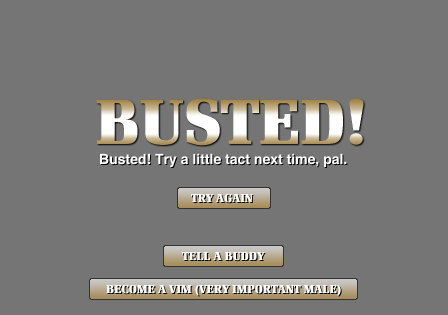 BUSTED!
Busted! Try a little tact next time, pal.
TRY AGAIN
TELL A BUDDY
BECOME A VIM (VERY IMPORTANT MALE)